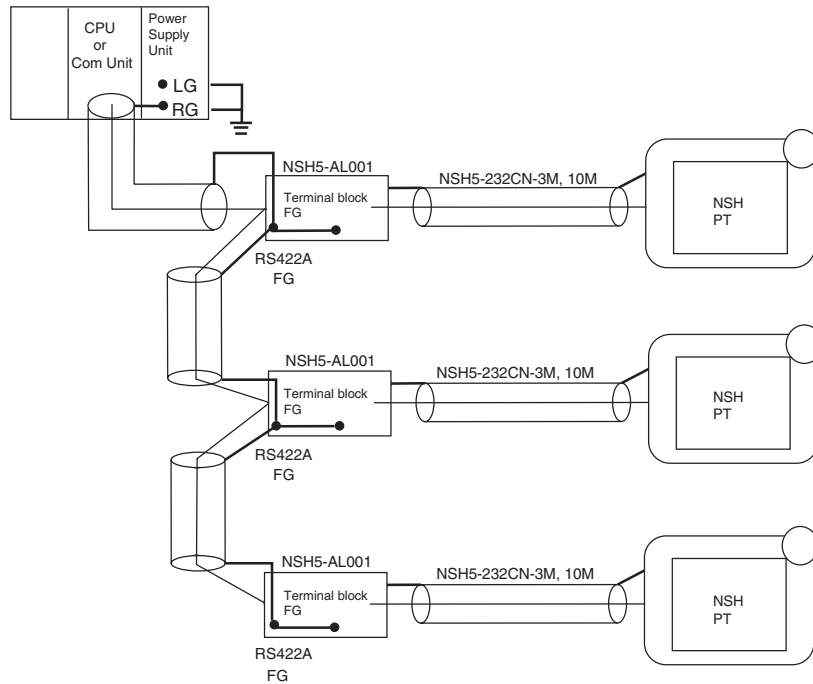 CPU
or
Com Unit
Power
Supply
Unit
LG
RG
NSH5-AL001
Terminal block
FG
RS422A
FG
NSH5-232CN-3M, 10M
NSH
PT
NSH5-AL001
Terminal block
FG
RS422A
FG
NSH5-232CN-3M, 10M
NSH
PT
NSH5-AL001
Terminal block
FG
RS422A
FG
NSH5-232CN-3M, 10M
NSH
PT